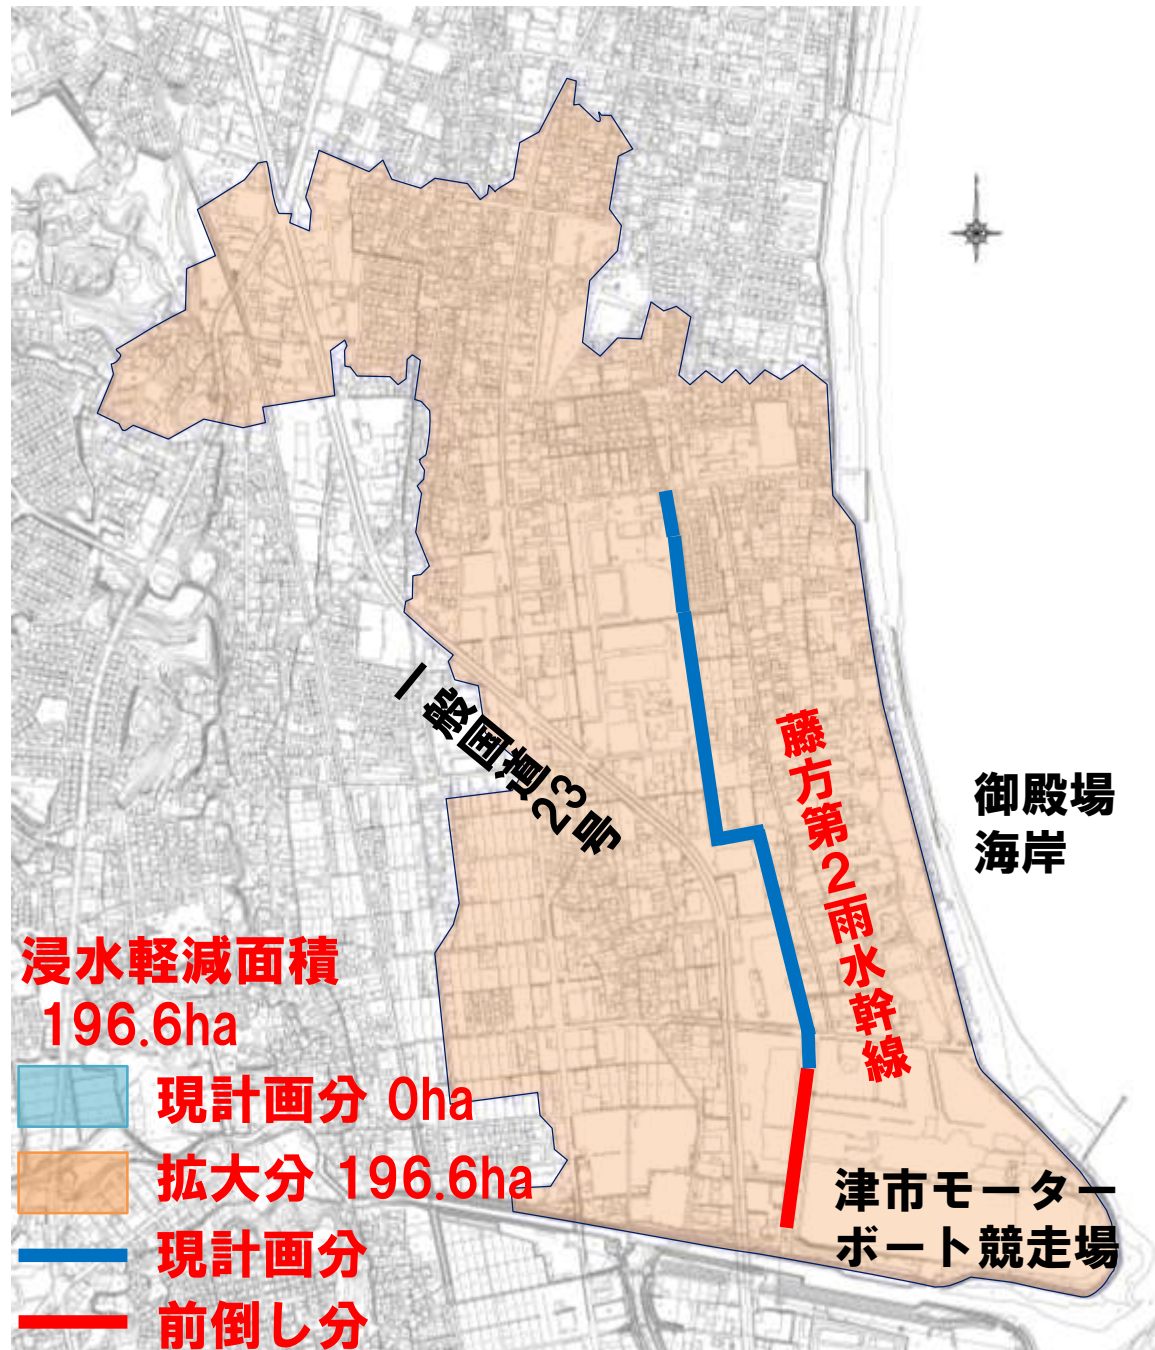 一般国道23号
藤方第2雨水幹線
御殿場
海岸
浸水軽減面積
196.6ha
現計画分 0ha
拡大分 196.6ha
現計画分
前倒し分
津市モーター
ボート競走場